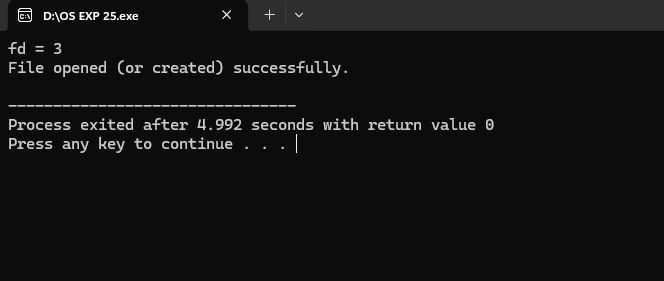 D:\OS EXP 25.exe
fd = 3
File opened (or created) successfully.
--------------------------------
Process exited after 4.992 seconds with return value 0
Press any key to continue . . .